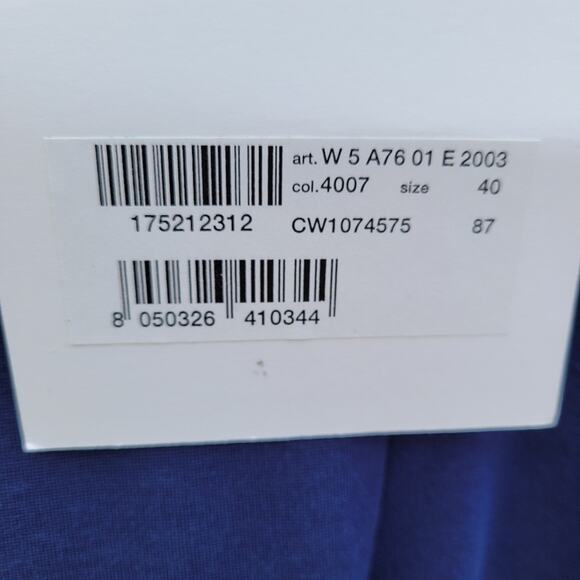 art. W 5 A76 01 E 2003
col. 4007 size 40
175212312 CW1074575 87
8 050326 410344